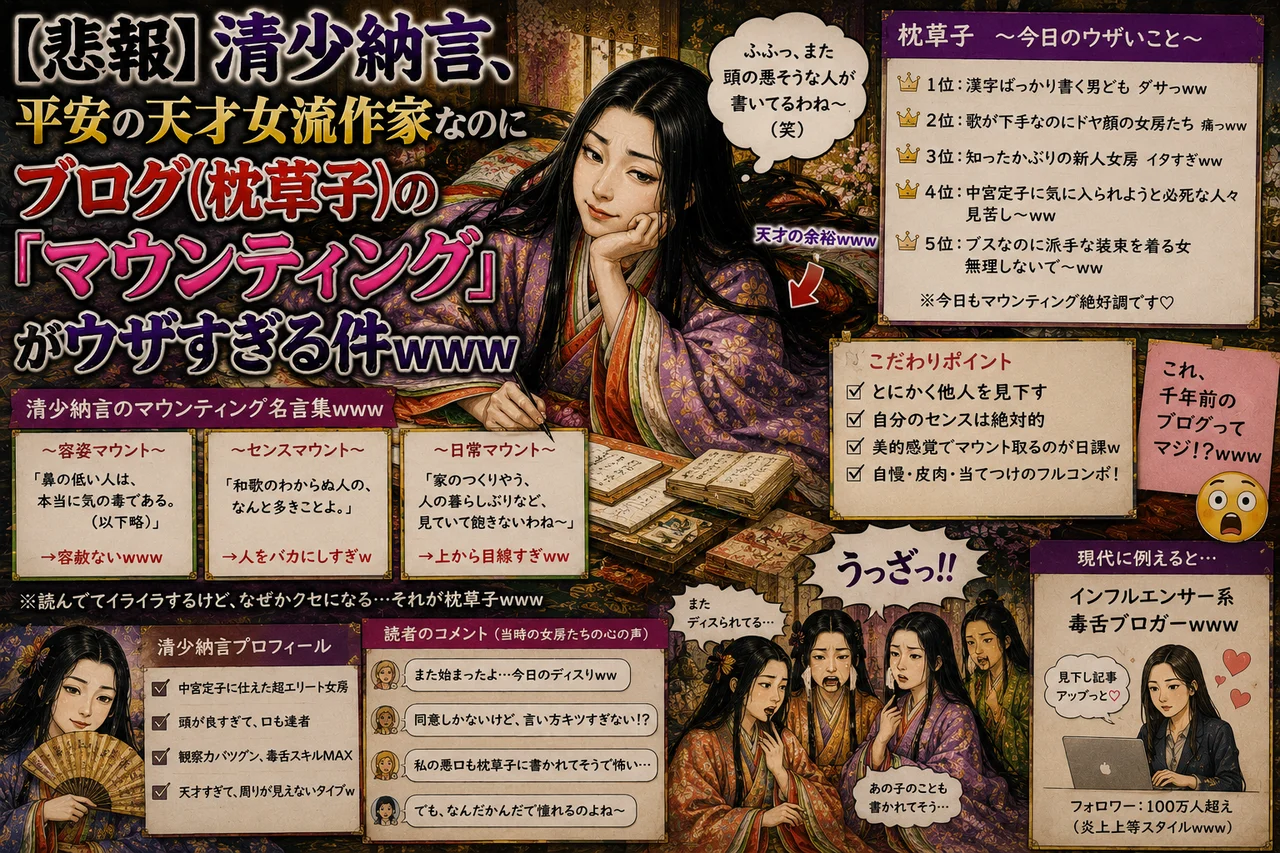 【悲報】清少納言、
平安の天才女流作家なのに
ブログ(枕草子)の
「マウンティング」
がウザすぎる件www
ふふっ、また
頭の悪そうな人が
書いてるわね～
(笑)
天才の余裕www
枕草子 ～今日のウザいこと～
1位：漢字ばっかり書く男ども ダサっww
2位：歌が下手なのにドヤ顔の女房たち 痛っww
3位：知ったかぶりの新人女房 イタすぎww
4位：中宮定子に気に入られようと必死な人々
見苦し～ww
5位：ブスなのに派手な装束を着る女
無理しないで～ww
※今日もマウンティング絶好調です♡
こだわりポイント
とにかく他人を見下す
自分のセンスは絶対的
美的感覚でマウント取るのが日課w
自慢・皮肉・当てつけのフルコンボ！
これ、
千年前の
ブログって
マジ！？www
清少納言のマウンティング名言集www
～容姿マウント～
「鼻の低い人は、
本当に気の毒である。
(以下略)」
→容赦ないwww
～センスマウント～
「和歌のわからぬ人の、
なんと多きことよ。」
→人をバカにしすぎw
～日常マウント～
「家のつくりやう、
人の暮らしぶりなど、
見ていて飽きないわね～」
→上から目線すぎww
※読んでてイライラするけど、なぜかクセになる…それが枕草子www
清少納言プロフィール
中宮定子に仕えた超エリート女房
頭が良すぎて、口も達者
観察力バツグン、毒舌スキルMAX
天才すぎて、周りが見えないタイプw
読者のコメント(当時の女房たちの心の声)
また始まったよ…今日のディスりww
同意しかないけど、言い方キツすぎない！？
私の悪口も枕草子に書かれてそうで怖い…
でも、なんだかんだで憧れるのよね～
また
ディスられてる…
うっざっ!!
あの子のことも
書かれてそう…
現代に例えると…
インフルエンサー系
毒舌ブロガーwww
見下し記事
アップっと♡
フォロワー：100万人超え
(炎上上等スタイルwww)